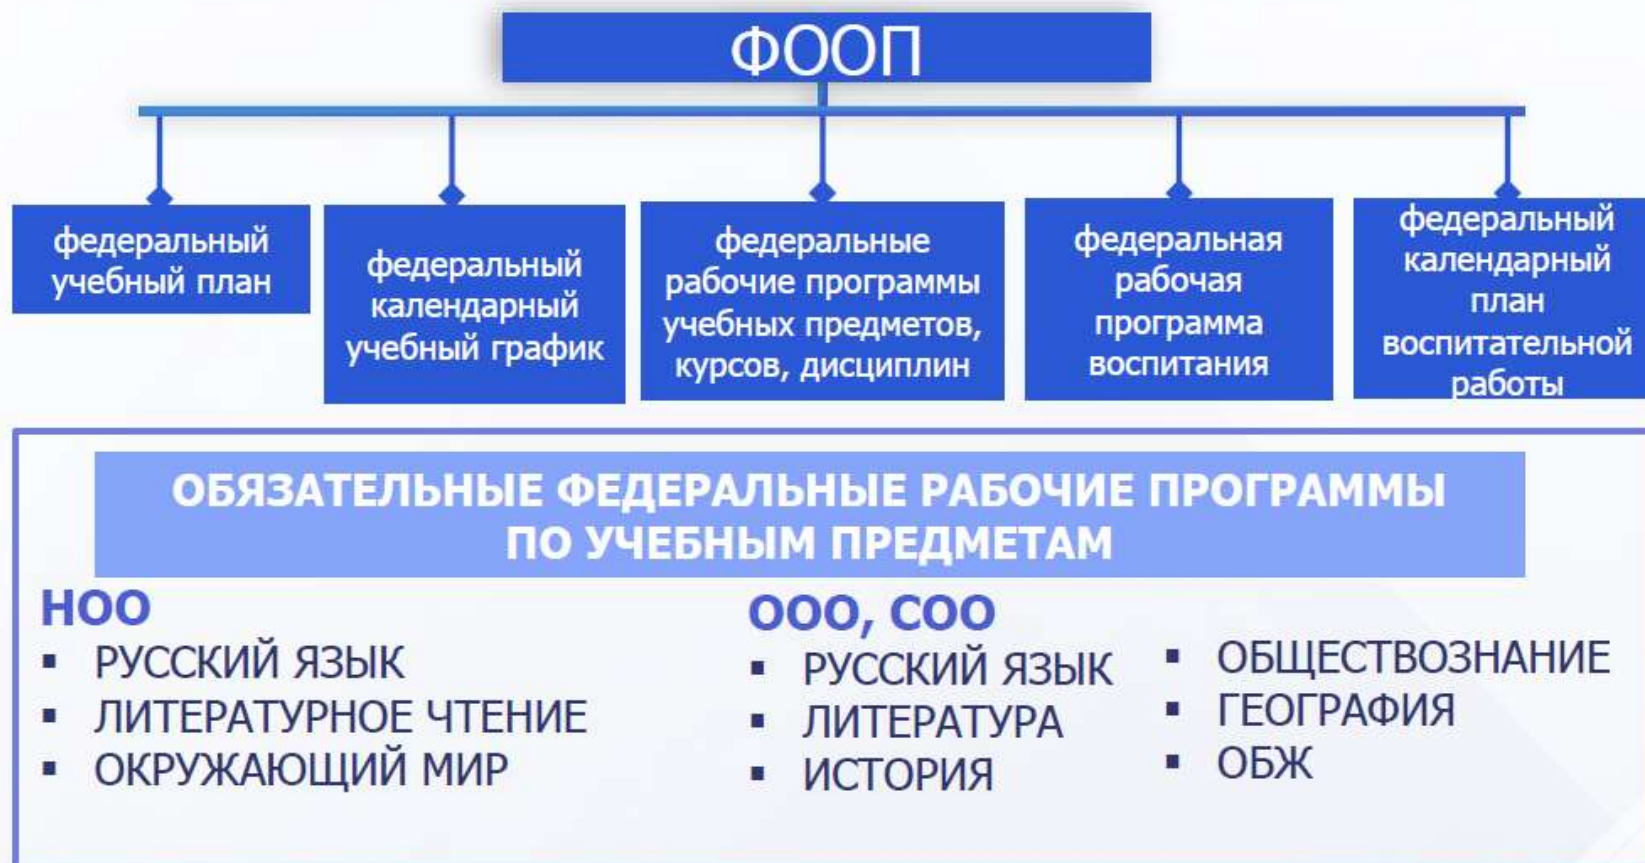 ФООП
федеральный
учебный план
федеральный
календарный
учебный график
федеральные
рабочие программы
учебных предметов,
курсов, дисциплин
федеральная
рабочая
программа
воспитания
федеральный
календарный
план
воспитательной
работы
ОБЯЗАТЕЛЬНЫЕ ФЕДЕРАЛЬНЫЕ РАБОЧИЕ ПРОГРАММЫ
ПО УЧЕБНЫМ ПРЕДМЕТАМ
НОО
▪ РУССКИЙ ЯЗЫК
▪ ЛИТЕРАТУРНОЕ ЧТЕНИЕ
▪ ОКРУЖАЮЩИЙ МИР
ООО, СОО
▪ РУССКИЙ ЯЗЫК
▪ ЛИТЕРАТУРА
▪ ИСТОРИЯ
▪ ОБЩЕСТВОЗНАНИЕ
▪ ГЕОГРАФИЯ
▪ ОБЖ